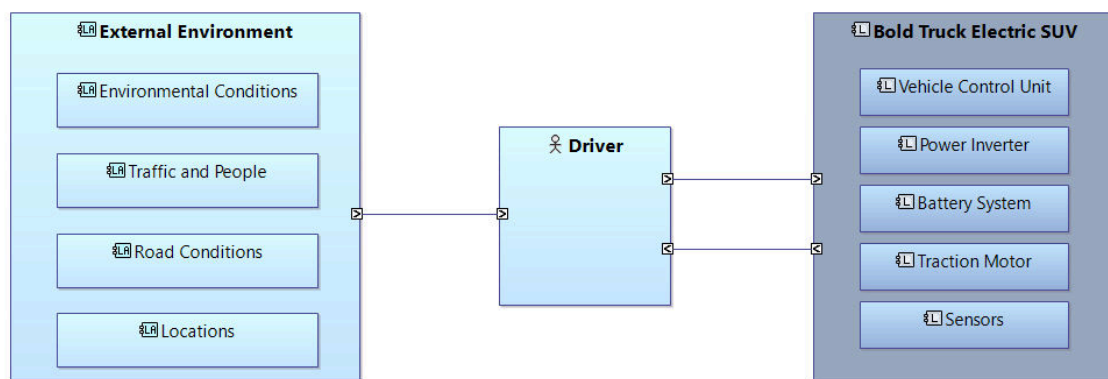 External Environment
Environmental Conditions
Traffic and People
Road Conditions
Locations
Driver
Bold Truck Electric SUV
Vehicle Control Unit
Power Inverter
Battery System
Traction Motor
Sensors